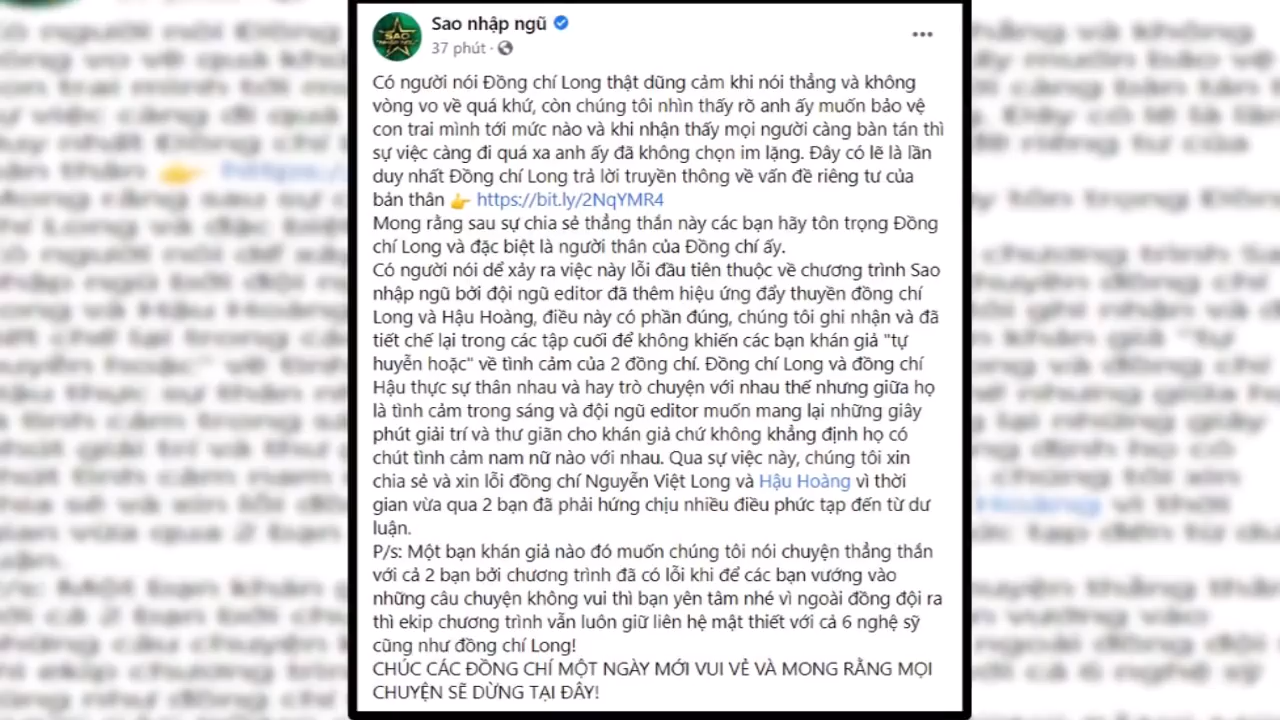 Sao nhập ngũ
37 phút ·
Có người nói Đồng chí Long thật dũng cảm khi nói thẳng và không
vòng vo về quá khứ, còn chúng tôi nhìn thấy rõ anh ấy muốn bảo vệ
con trai mình tới mức nào và khi nhận thấy mọi người càng bàn tán thì
sự việc càng đi quá xa anh ấy đã không chọn im lặng. Đây có lẽ là lần
duy nhất Đồng chí Long trả lời truyền thông về vấn đề riêng tư của
bản thân 👉 https://bit.ly/2NqYMR4
Mong rằng sau sự chia sẻ thẳng thắn này các bạn hãy tôn trọng Đồng
chí Long và đặc biệt là người thân của Đồng chí ấy.
Có người nói dể xảy ra việc này lỗi đầu tiên thuộc về chương trình Sao
nhập ngũ bởi đội ngũ editor đã thêm hiệu ứng đẩy thuyền đồng chí
Long và Hậu Hoàng, điều này có phần đúng, chúng tôi ghi nhận và đã
tiết chế lại trong các tập cuối để không khiến các bạn khán giả "tự
huyễn hoặc" về tình cảm của 2 đồng chí. Đồng chí Long và đồng chí
Hậu thực sự thân nhau và hay trò chuyện với nhau thế nhưng giữa họ
là tình cảm trong sáng và đội ngũ editor muốn mang lại những giây
phút giải trí và thư giãn cho khán giả chứ không khẳng định họ có
chút tình cảm nam nữ nào với nhau. Qua sự việc này, chúng tôi xin
chia sẻ và xin lỗi đồng chí Nguyễn Việt Long và Hậu Hoàng vì thời
gian vừa qua 2 bạn đã phải hứng chịu nhiều điều phức tạp đến từ dư
luận.
P/s: Một bạn khán giả nào đó muốn chúng tôi nói chuyện thẳng thắn
với cả 2 bạn bởi chương trình đã có lỗi khi để các bạn vướng vào
những câu chuyện không vui thì bạn yên tâm nhé vì ngoài đồng đội ra
thì ekip chương trình vẫn luôn giữ liên hệ mật thiết với cả 6 nghệ sỹ
cũng như đồng chí Long!
CHÚC CÁC ĐỒNG CHÍ MỘT NGÀY MỚI VUI VẺ VÀ MONG RẰNG MỌI
CHUYỆN SẼ DỪNG TẠI ĐÂY!